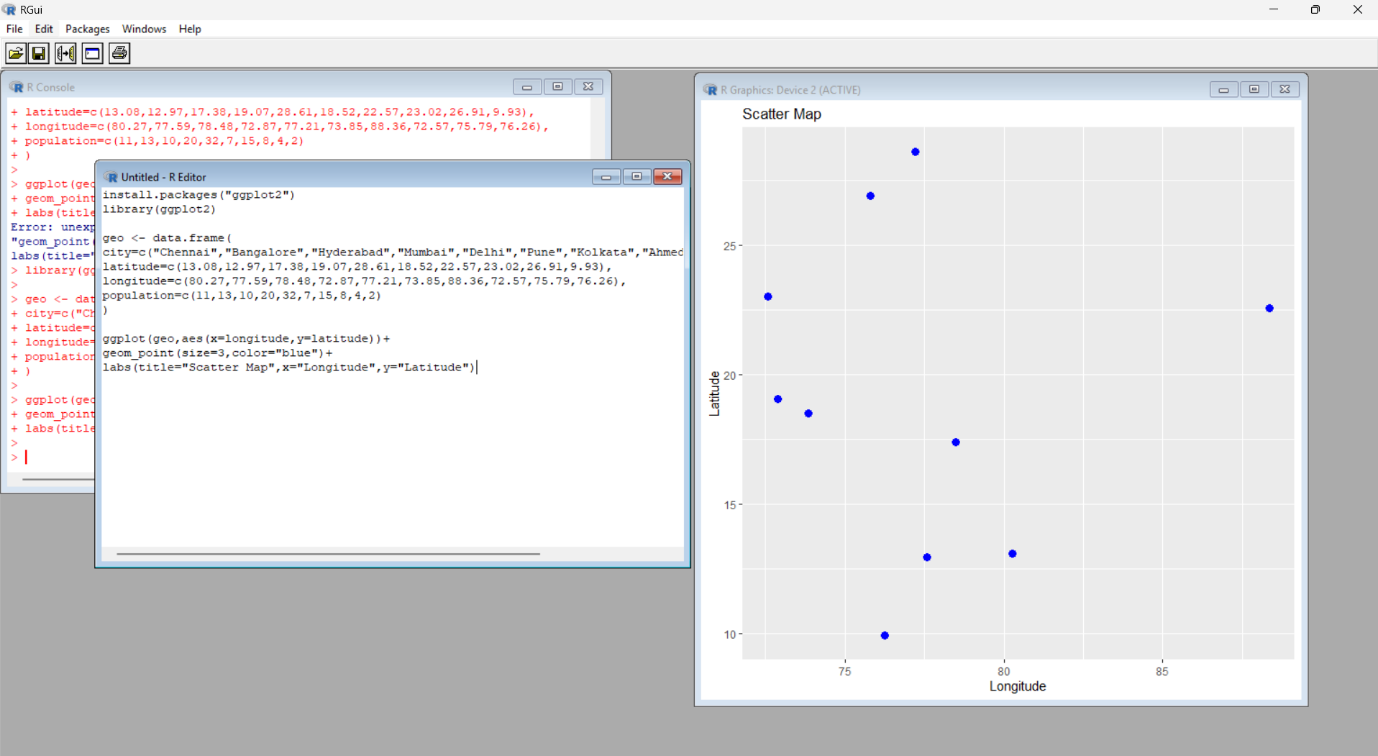 RGui
File Edit Packages Windows Help
R Console
+ latitude=c(13.08,12.97,17.38,19.07,28.61,18.52,22.57,23.02,26.91,9.93),
+ longitude=c(80.27,77.59,78.48,72.87,77.21,73.85,88.36,72.57,75.79,76.26),
+ population=c(11,13,10,20,32,7,15,8,4,2)
+ )
>
> ggplot(geo
+ geom_point
+ labs(title
Error: unexp
"geom_point(
labs(title="
> library(gg
>
> geo <- dat
+ city=c("Ch
+ latitude=c
+ longitude=
+ population
+ )
>
> ggplot(geo
+ geom_point
+ labs(title
>
>
Untitled - R Editor
install.packages("ggplot2")
library(ggplot2)
geo <- data.frame(
city=c("Chennai","Bangalore","Hyderabad","Mumbai","Delhi","Pune","Kolkata","Ahmed
latitude=c(13.08,12.97,17.38,19.07,28.61,18.52,22.57,23.02,26.91,9.93),
longitude=c(80.27,77.59,78.48,72.87,77.21,73.85,88.36,72.57,75.79,76.26),
population=c(11,13,10,20,32,7,15,8,4,2)
)
ggplot(geo,aes(x=longitude,y=latitude))+
geom_point(size=3,color="blue")+
labs(title="Scatter Map",x="Longitude",y="Latitude")
R Graphics: Device 2 (ACTIVE)
Scatter Map
25
20
15
10
Latitude
75 80 85
Longitude